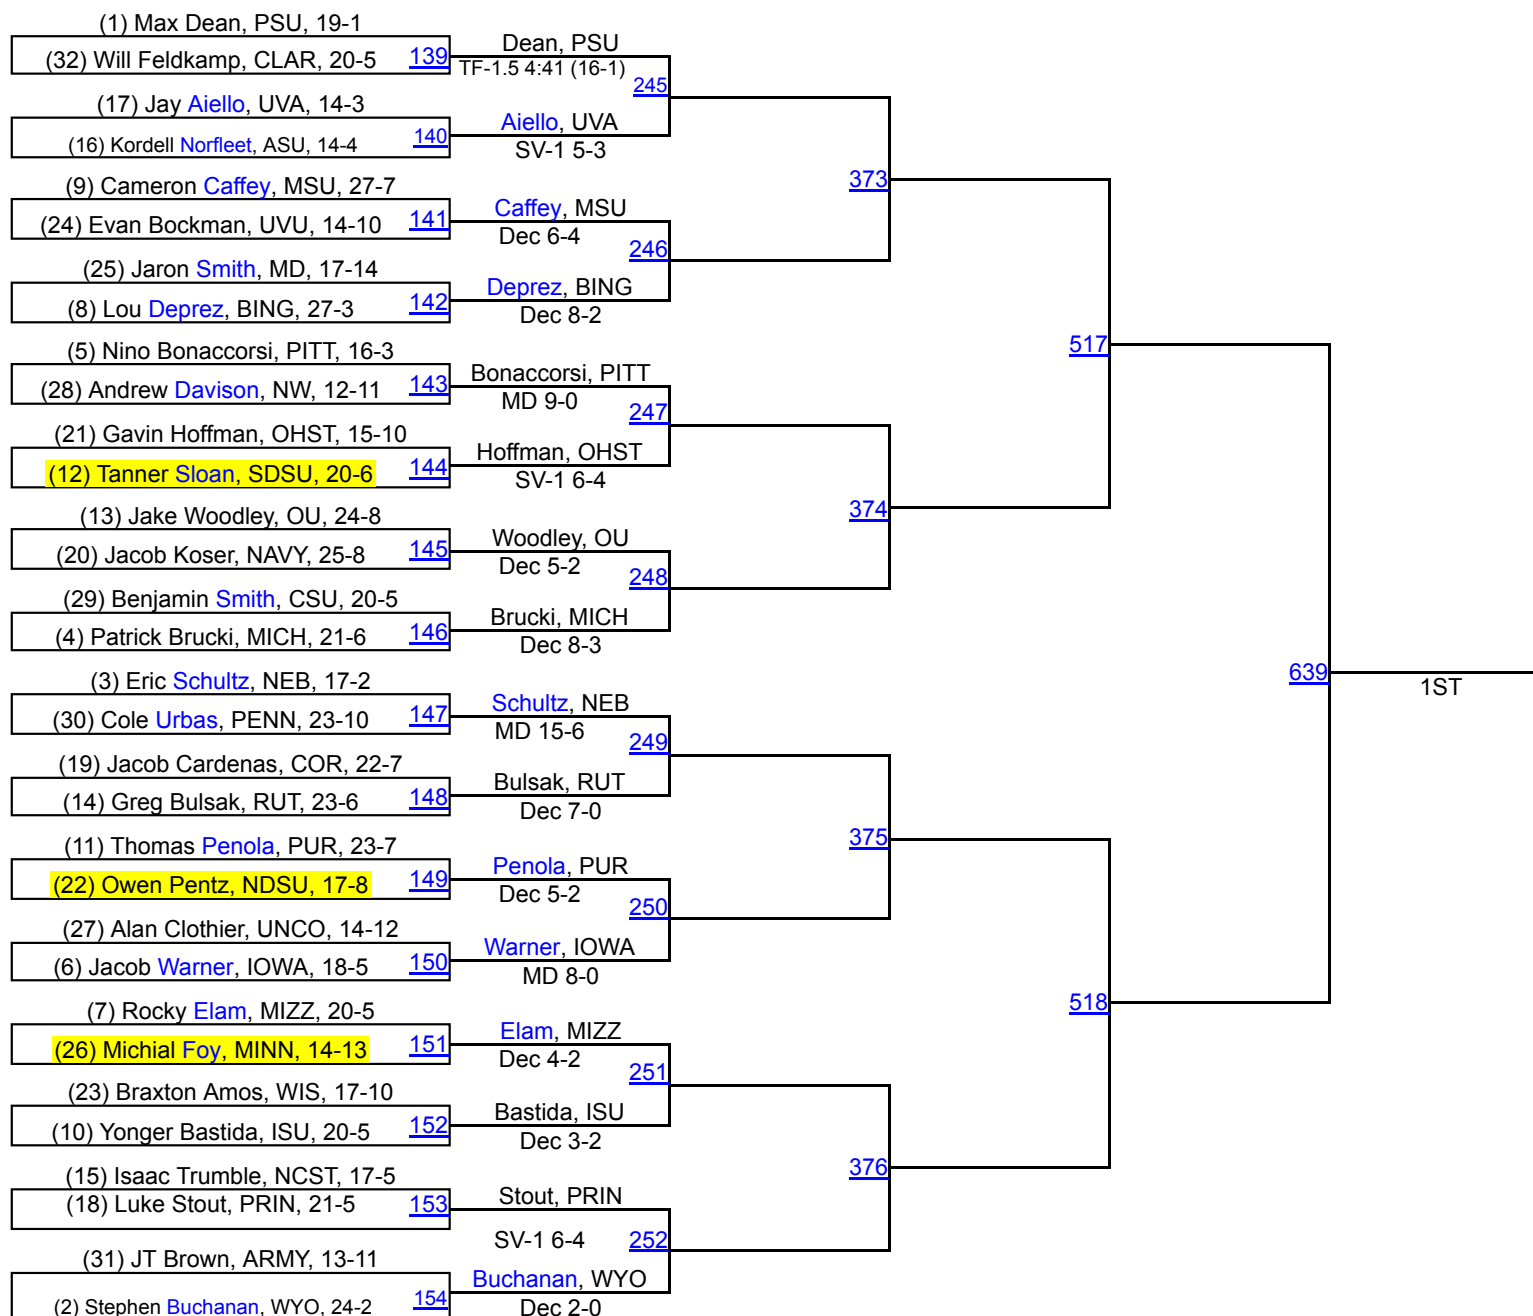 (1) Max Dean, PSU, 19-1
(32) Will Feldkamp, CLAR, 20-5 139
Dean, PSU
TF-1.5 4:41 (16-1)
245
(17) Jay Aiello, UVA, 14-3
(16) Kordell Norfleet, ASU, 14-4 140
Aiello, UVA
SV-1 5-3
373
(9) Cameron Caffey, MSU, 27-7
(24) Evan Bockman, UVU, 14-10 141
Caffey, MSU
Dec 6-4
246
(25) Jaron Smith, MD, 17-14
(8) Lou Deprez, BING, 27-3 142
Deprez, BING
Dec 8-2
517
(5) Nino Bonaccorsi, PITT, 16-3
(28) Andrew Davison, NW, 12-11 143
Bonaccorsi, PITT
MD 9-0
247
(21) Gavin Hoffman, OHST, 15-10
(12) Tanner Sloan, SDSU, 20-6 144
Hoffman, OHST
SV-1 6-4
374
(13) Jake Woodley, OU, 24-8
(20) Jacob Koser, NAVY, 25-8 145
Woodley, OU
Dec 5-2
248
(29) Benjamin Smith, CSU, 20-5
(4) Patrick Brucki, MICH, 21-6 146
Brucki, MICH
Dec 8-3
639
1ST
(3) Eric Schultz, NEB, 17-2
(30) Cole Urbas, PENN, 23-10 147
Schultz, NEB
MD 15-6
249
(19) Jacob Cardenas, COR, 22-7
(14) Greg Bulsak, RUT, 23-6 148
Bulsak, RUT
Dec 7-0
375
(11) Thomas Penola, PUR, 23-7
(22) Owen Pentz, NDSU, 17-8 149
Penola, PUR
Dec 5-2
250
(27) Alan Clothier, UNCO, 14-12
(6) Jacob Warner, IOWA, 18-5 150
Warner, IOWA
MD 8-0
518
(7) Rocky Elam, MIZZ, 20-5
(26) Michial Foy, MINN, 14-13 151
Elam, MIZZ
Dec 4-2
251
(23) Braxton Amos, WIS, 17-10
(10) Yonger Bastida, ISU, 20-5 152
Bastida, ISU
Dec 3-2
376
(15) Isaac Trumble, NCST, 17-5
(18) Luke Stout, PRIN, 21-5 153
Stout, PRIN
SV-1 6-4
252
(31) JT Brown, ARMY, 13-11
(2) Stephen Buchanan, WYO, 24-2 154
Buchanan, WYO
Dec 2-0